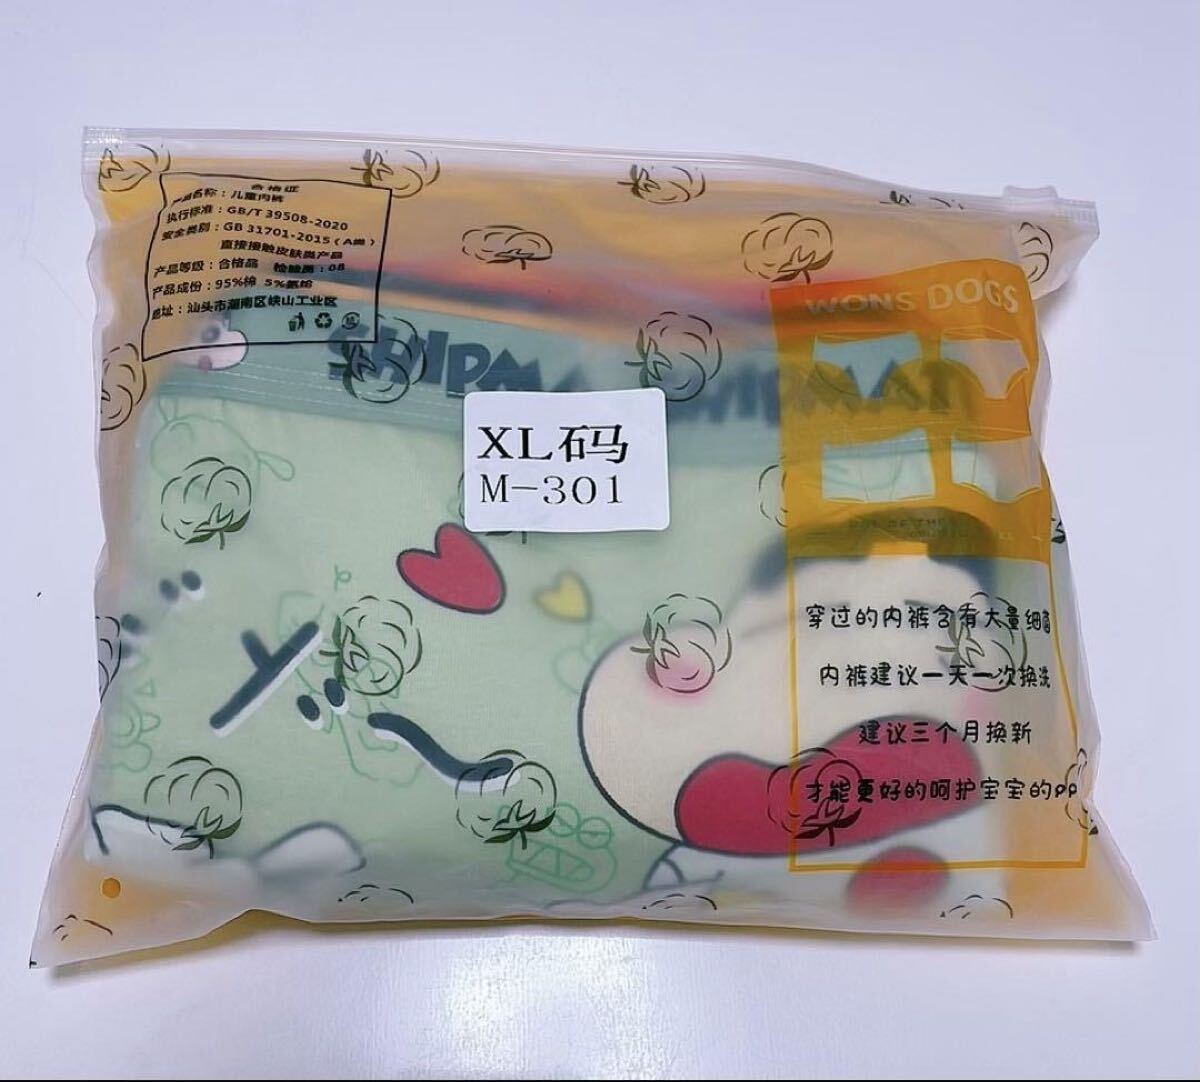 合格证
产品名称：儿童内裤
执行标准：GB/T 39508-2020
安全类别：GB 31701-2015（A类）
直接接触皮肤类产品
产品等级：合格品 检验员：08
产品成份：95%棉 5%氨纶
地址：汕头市潮南区峡山工业区
WONS DOGS
SHIPMA
XL码
M-301
穿过的内裤含有大量细菌
内裤建议一天一次换洗
建议三个月换新
才能更好的呵护宝宝的PP